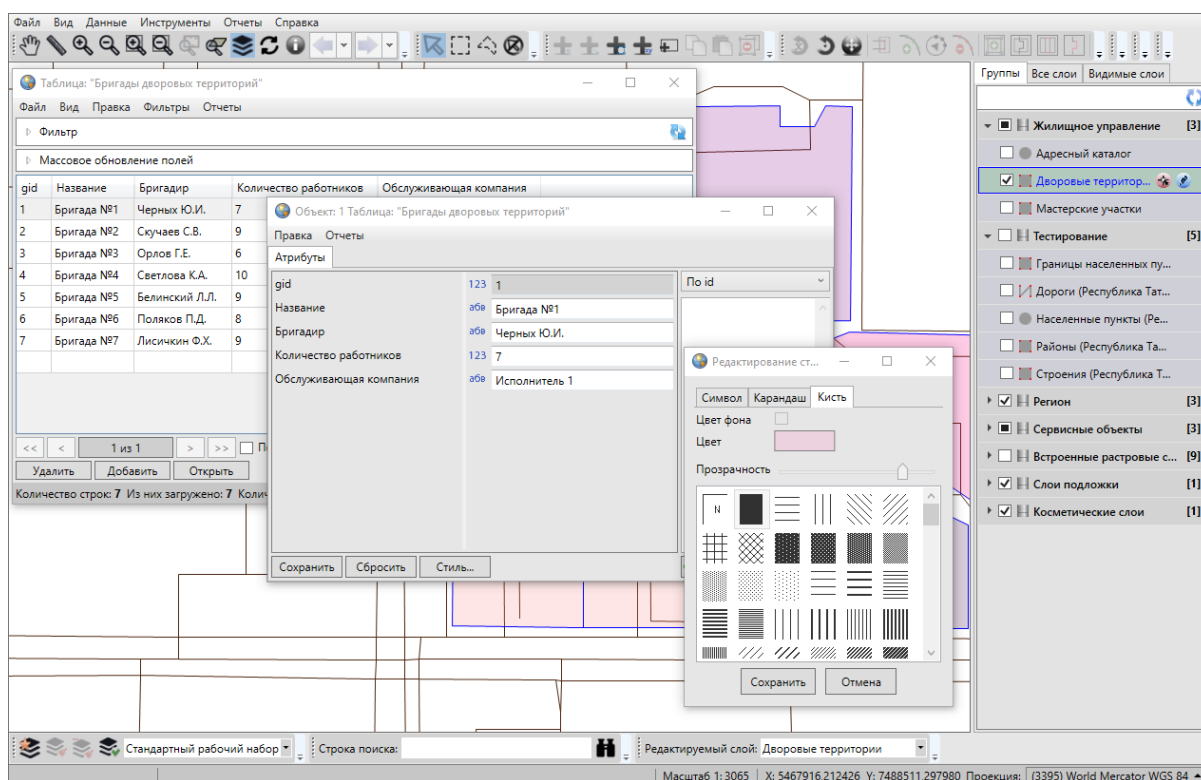 Файл Вид Данные Инструменты Отчеты Справка
Таблица: "Бригады дворовых территорий"
Файл Вид Правка Фильтры Отчеты
Фильтр
Массовое обновление полей
gid Название Бригадир Количество работников Обслуживающая компания
1 Бригада №1 Черных Ю.И. 7
2 Бригада №2 Скучаев С.В. 9
3 Бригада №3 Орлов Г.Е. 6
4 Бригада №4 Светлова К.А. 10
5 Бригада №5 Белинский Л.Л. 9
6 Бригада №6 Поляков П.Д. 8
7 Бригада №7 Лисичкин Ф.Х. 9
<< < 1 из 1 > >>
Удалить Добавить Открыть
Количество строк: 7 Из них загружено: 7
Объект: 1 Таблица: "Бригады дворовых территорий"
Правка Отчеты
Атрибуты
gid 123 1
Название абв Бригада №1
Бригадир абв Черных Ю.И.
Количество работников 123 7
Обслуживающая компания абв Исполнитель 1
По id
Сохранить Сбросить Стиль...
Редактирование ст...
Символ Карандаш Кисть
Цвет фона
Цвет
Прозрачность
N
Сохранить Отмена
Группы Все слои Видимые слои
Жилищное управление [3]
Адресный каталог
Дворовые территор...
Мастерские участки
Тестирование [5]
Границы населенных пу...
Дороги (Республика Тат...
Населенные пункты (Ре...
Районы (Республика Та...
Строения (Республика Т...
Регион [3]
Сервисные объекты [3]
Встроенные растровые с... [9]
Слои подложки [1]
Косметические слои [1]
Стандартный рабочий набор Строка поиска: Редактируемый слой: Дворовые территории
Масштаб 1:3065 X: 5467916,212426 Y: 7488511,297980 Проекция: (3395) World Mercator WGS 84